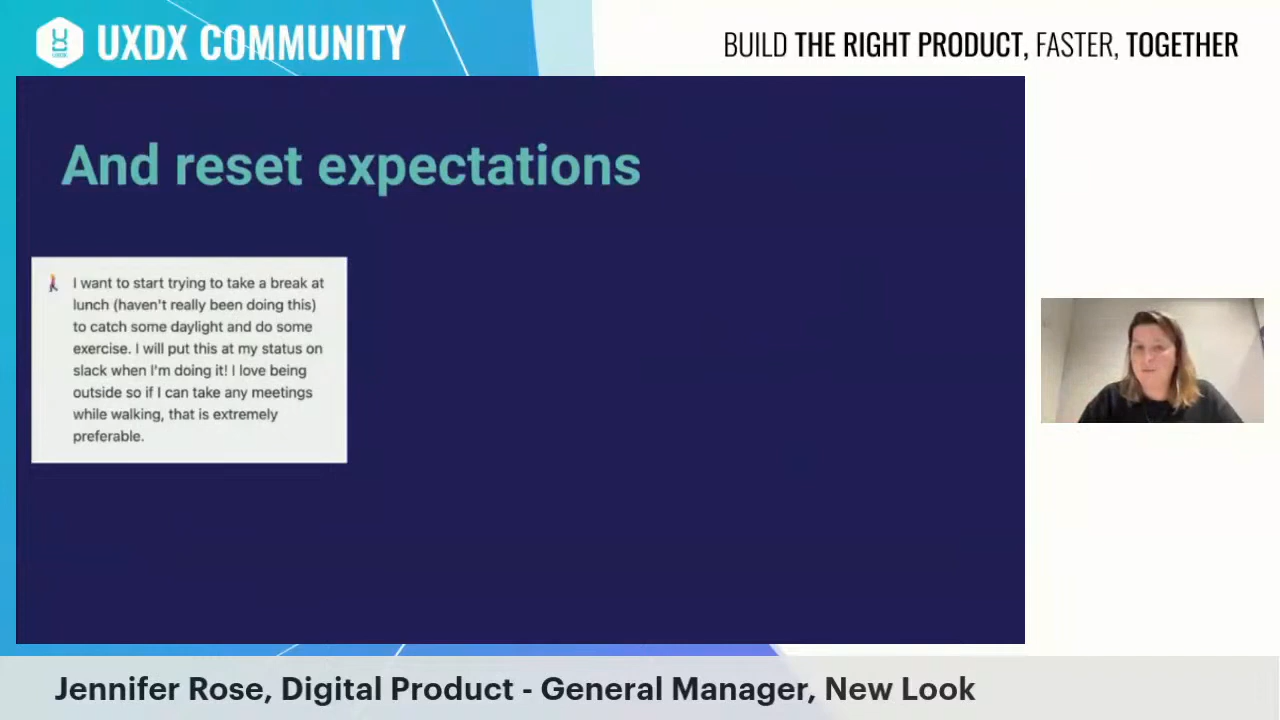 UXDX COMMUNITY
BUILD THE RIGHT PRODUCT, FASTER, TOGETHER
And reset expectations
I want to start trying to take a break at
lunch (haven't really been doing this)
to catch some daylight and do some
exercise. I will put this at my status on
slack when I'm doing it! I love being
outside so if I can take any meetings
while walking, that is extremely
preferable.
Jennifer Rose, Digital Product - General Manager, New Look